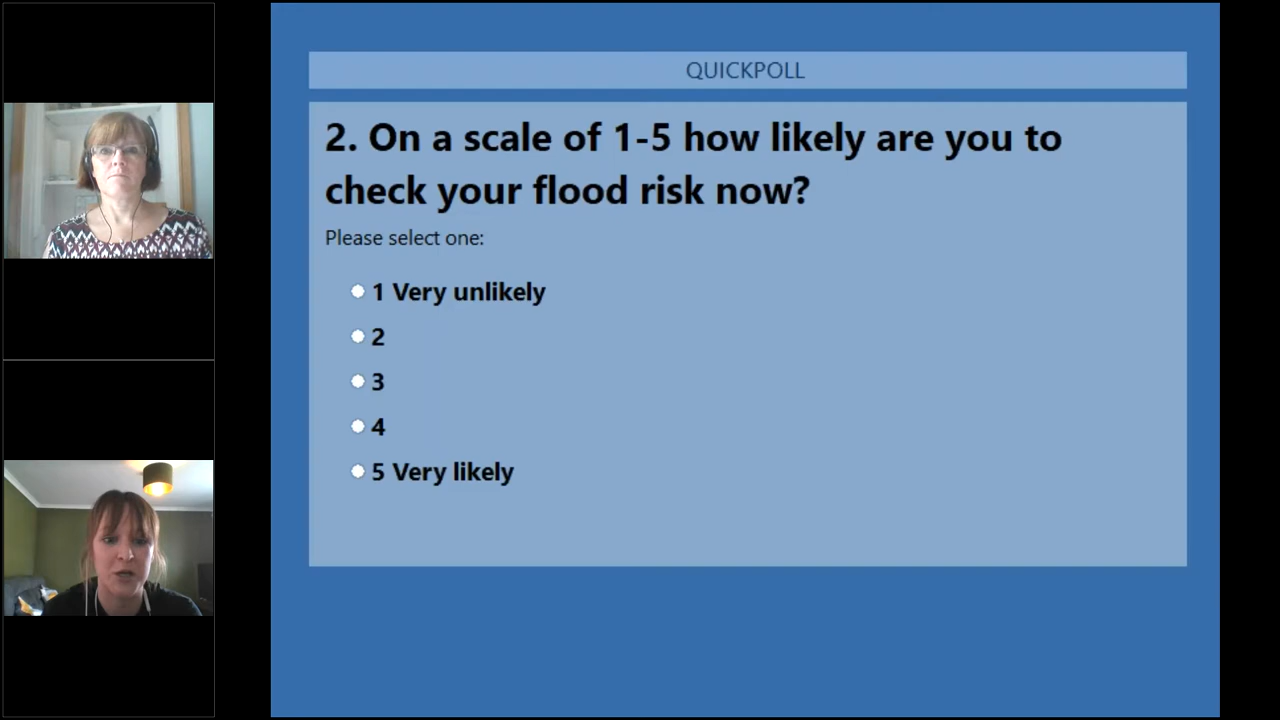 QUICKPOLL
2. On a scale of 1-5 how likely are you to
check your flood risk now?
Please select one:
1 Very unlikely
2
3
4
5 Very likely